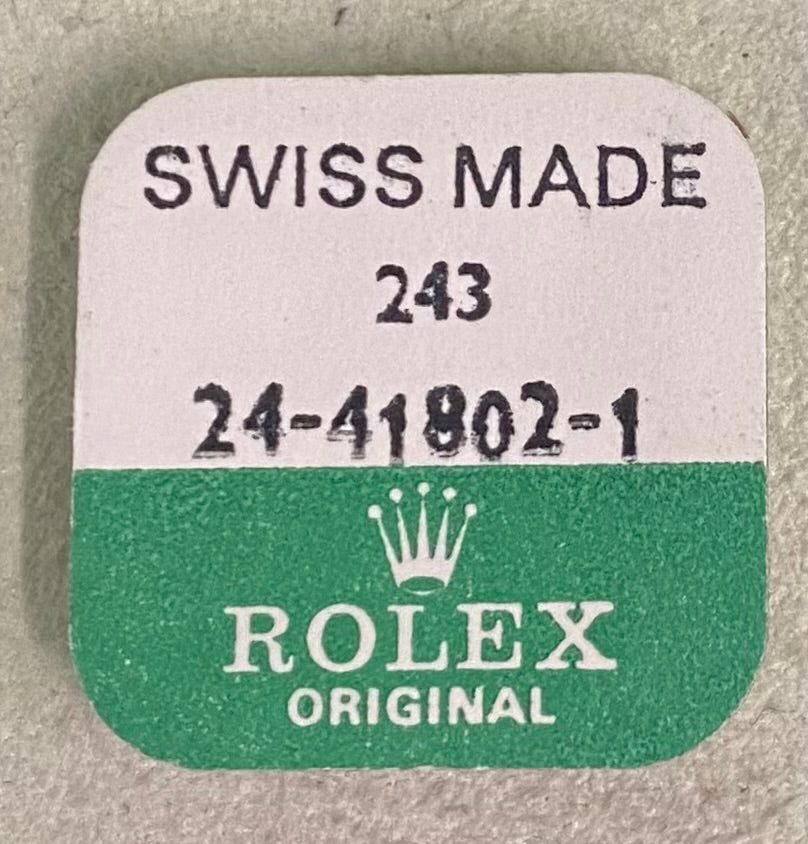 SWISS MADE
243
24-41802-1
ROLEX
ORIGINAL